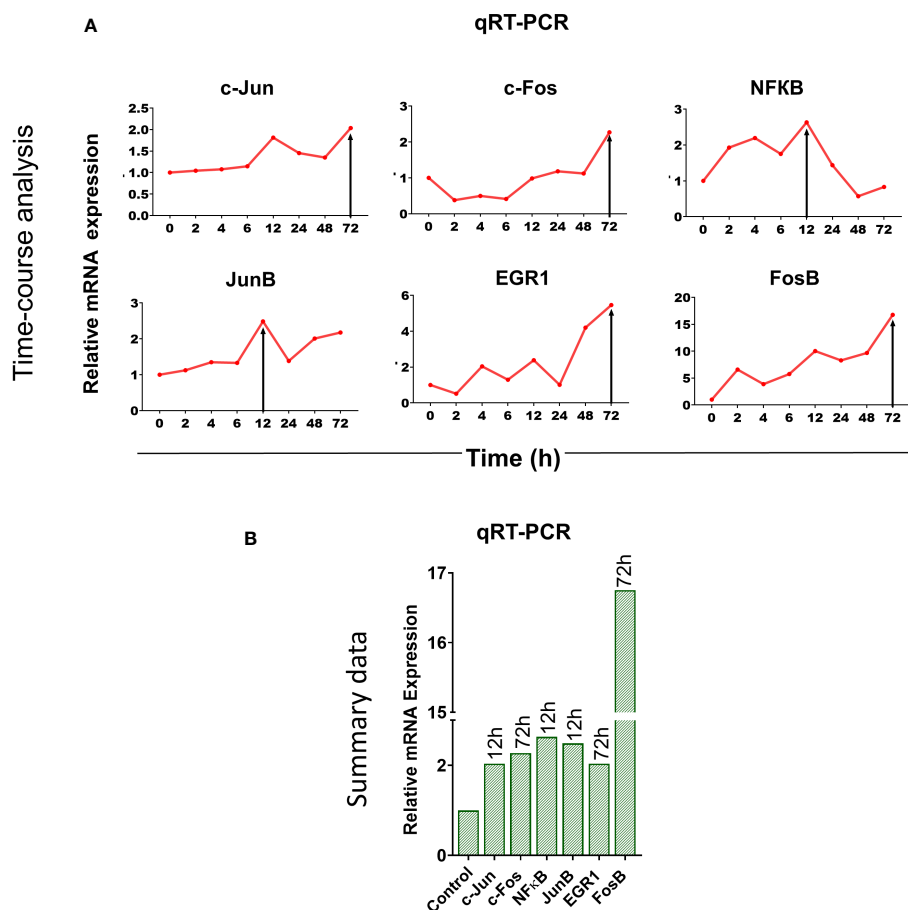 A
qRT-PCR
Time-course analysis
Relative mRNA expression
c-Jun
2.5
2.0
1.5
1.0
0.5
0.0
0 2 4 6 12 24 48 72
c-Fos
3
2
1
0
0 2 4 6 12 24 48 72
NFKB
3
2
1
0
0 2 4 6 12 24 48 72
JunB
3
2
1
0
0 2 4 6 12 24 48 72
EGR1
6
4
2
0
0 2 4 6 12 24 48 72
FosB
20
15
10
5
0
0 2 4 6 12 24 48 72
Time (h)
B
qRT-PCR
Summary data
Relative mRNA Expression
17
16
15
2
0
12h 72h 12h 12h 72h 72h
Control c-Jun c-Fos NFκB JunB EGR1 FosB